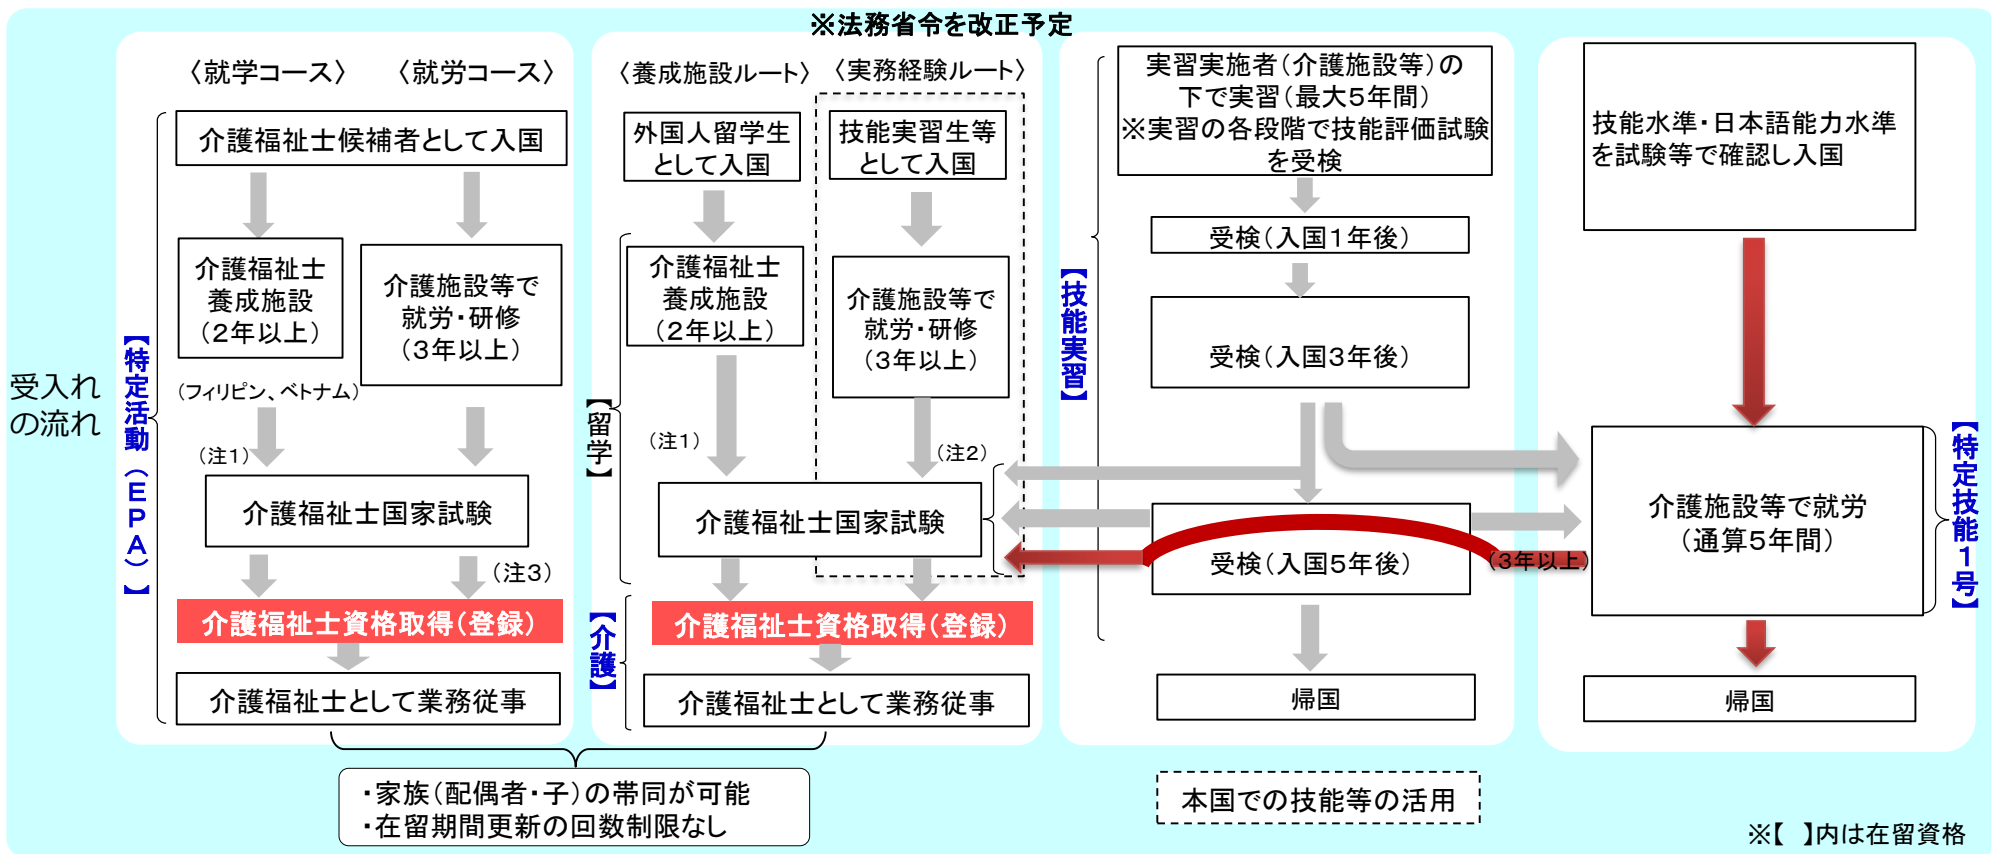 ※法務省令を改正予定
受入れ
の流れ
【特定活動（EPA）】
〈就学コース〉
〈就労コース〉
介護福祉士候補者として入国
介護福祉士
養成施設
（2年以上）
介護施設等で
就労・研修
（3年以上）
（フィリピン、ベトナム）
（注1）
介護福祉士国家試験
（注3）
介護福祉士資格取得（登録）
介護福祉士として業務従事
〈養成施設ルート〉
〈実務経験ルート〉
外国人留学生
として入国
技能実習生等
として入国
【留学】
介護福祉士
養成施設
（2年以上）
介護施設等で
就労・研修
（3年以上）
（注1）
（注2）
介護福祉士国家試験
【介護】
介護福祉士資格取得（登録）
介護福祉士として業務従事
・家族（配偶者・子）の帯同が可能
・在留期間更新の回数制限なし
【技能実習】
実習実施者（介護施設等）の
下で実習（最大5年間）
※実習の各段階で技能評価試験
を受検
受検（入国1年後）
受検（入国3年後）
受検（入国5年後）
帰国
本国での技能等の活用
技能水準・日本語能力水準
を試験等で確認し入国
介護施設等で就労
（通算5年間）
（3年以上）
【特定技能1号】
帰国
※【　】内は在留資格